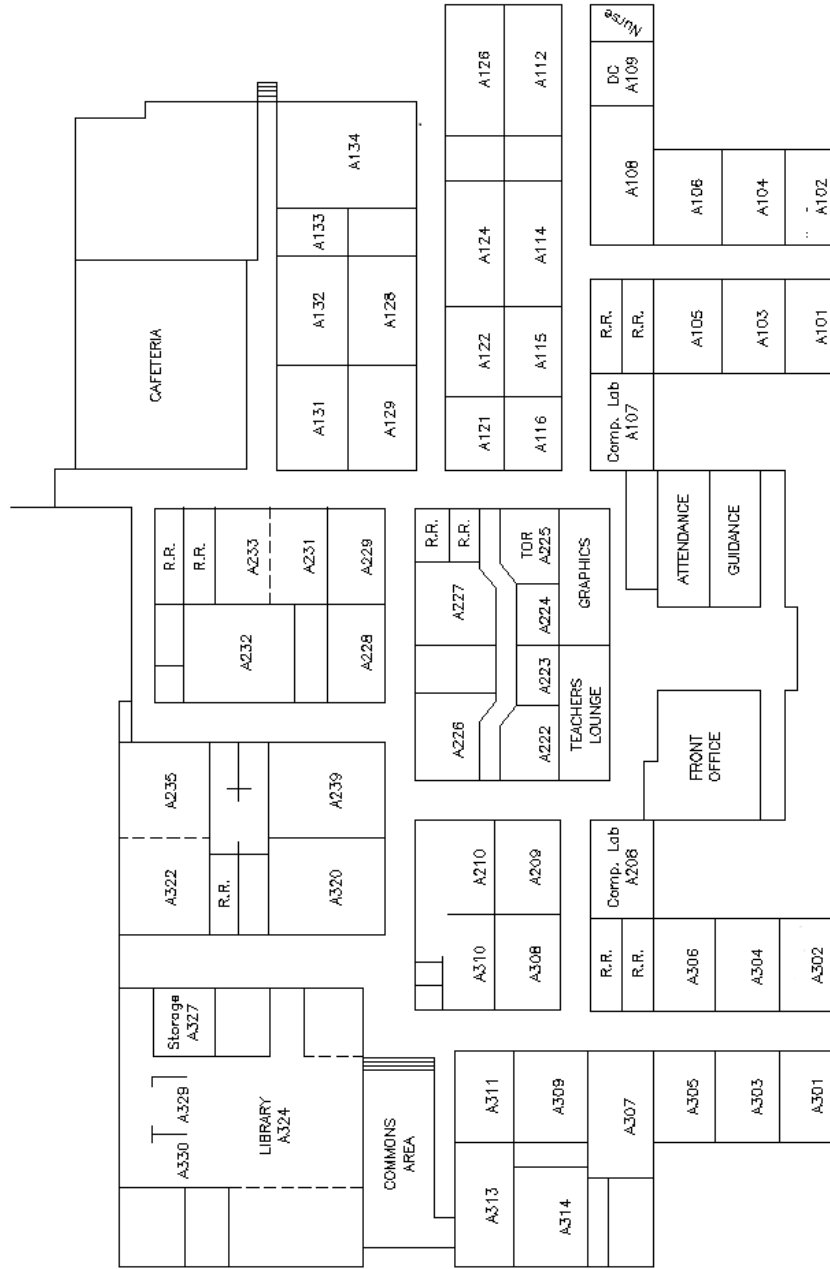 Nurse
DC
A109
A126
A112
A134
A108
A106
A104
A102
A133
A124
A114
A132
A128
R.R.
R.R.
A105
A103
A101
CAFETERIA
A122
A115
A131
A129
A121
A116
Comp. Lab
A107
R.R.
R.R.
A233
A231
A229
R.R.
R.R.
TOR
A225
ATTENDANCE
GUIDANCE
A232
A228
A227
A224
GRAPHICS
A226
A223
A222
TEACHERS
LOUNGE
FRONT
OFFICE
A235
A239
A322
R.R.
A320
A210
A209
Comp. Lab
A208
A310
A308
R.R.
R.R.
A306
A304
A302
Storage
A327
A329
A330
LIBRARY
A324
COMMONS
AREA
A311
A309
A307
A305
A303
A301
A313
A314